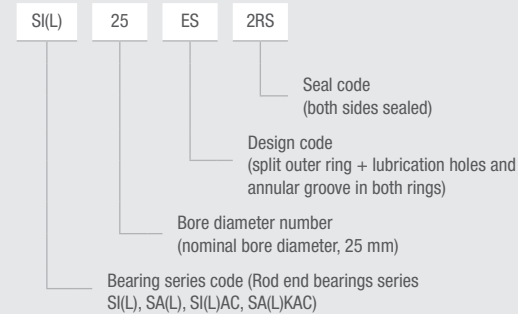 SI(L) 25 ES 2RS
Seal code
(both sides sealed)
Design code
(split outer ring + lubrication holes and
annular groove in both rings)
Bore diameter number
(nominal bore diameter, 25 mm)
Bearing series code (Rod end bearings series
SI(L), SA(L), SI(L)AC, SA(L)KAC)